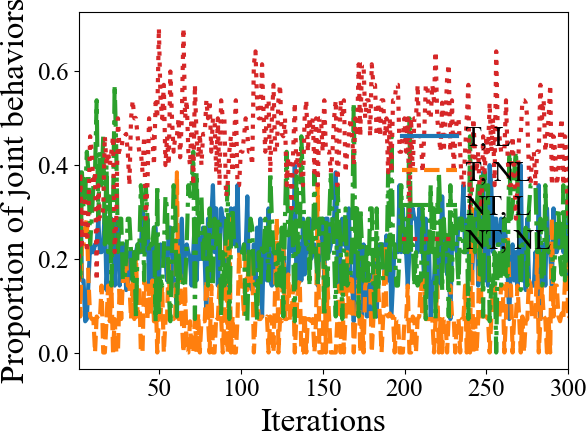 Proportion of joint behaviors
0.6
0.4
0.2
0.0
T, L
T, NL
NT, L
NT, NL
50
100
150
200
250
300
Iterations